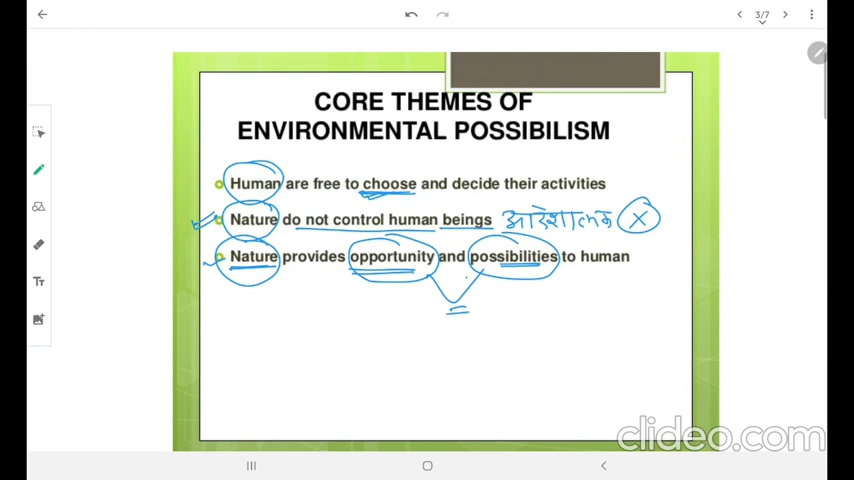 3/7
CORE THEMES OF
ENVIRONMENTAL POSSIBILISM
Human are free to choose and decide their activities
Nature do not control human beings आदेशात्मक
Nature provides opportunity and possibilities to human
Tт
clideo.com